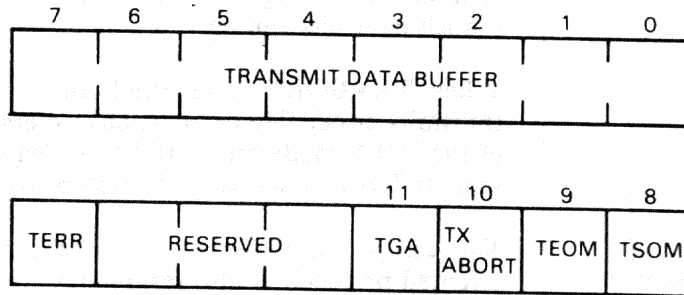 7 6 5 4 3 2 1 0
TRANSMIT DATA BUFFER
11 10 9 8
TERR RESERVED TGA TX ABORT TEOM TSOM